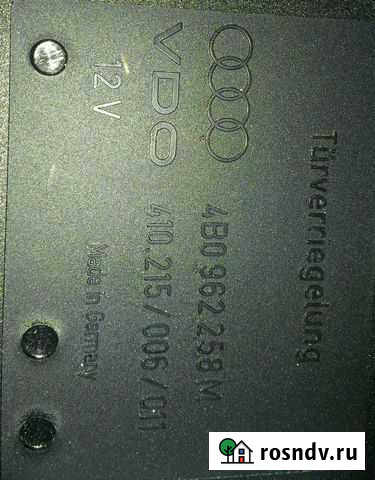 Türverriegelung
4B0 962 258 M
VDO 410.215/006/011
12 V Made in Germany
rosndv.ru